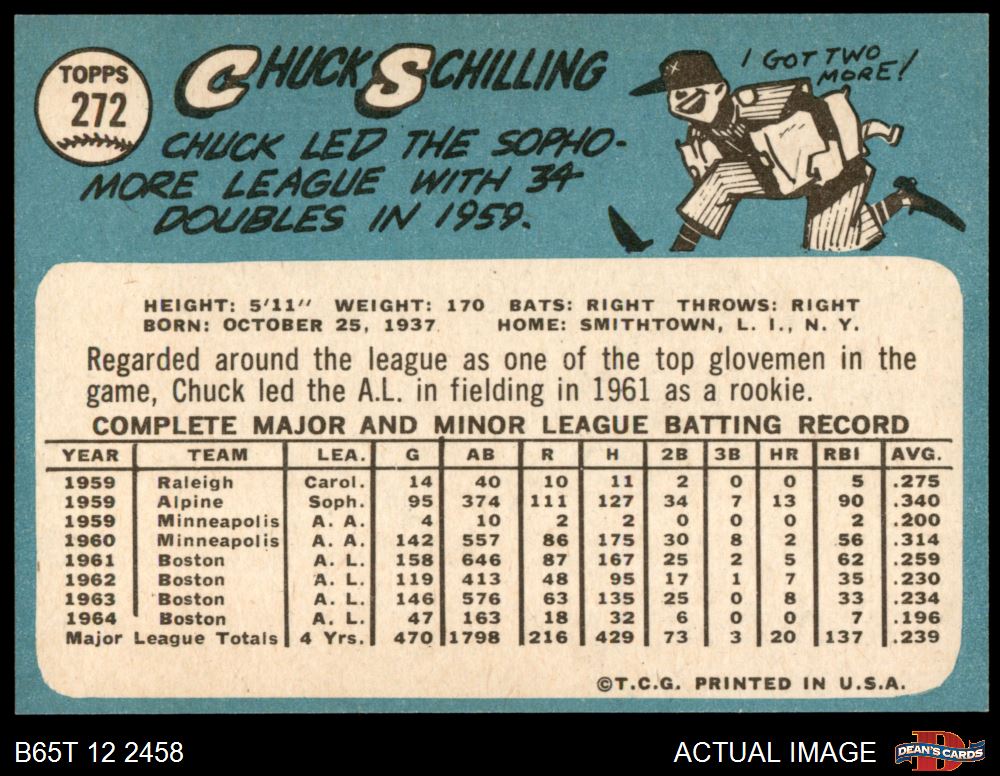 TOPPS
272
CHUCK SCHILLING
CHUCK LED THE SOPHO-
MORE LEAGUE WITH 34
DOUBLES IN 1959.
I GOT TWO
MORE!
HEIGHT: 5'11" WEIGHT: 170 BATS: RIGHT THROWS: RIGHT
BORN: OCTOBER 25, 1937 HOME: SMITHTOWN, L. I., N. Y.
Regarded around the league as one of the top glovemen in the
game, Chuck led the A.L. in fielding in 1961 as a rookie.
COMPLETE MAJOR AND MINOR LEAGUE BATTING RECORD
YEAR TEAM LEA. G AB R H 2B 3B HR RBI AVG.
1959 Raleigh Carol. 14 40 10 11 2 0 0 5 .275
1959 Alpine Soph. 95 374 111 127 34 7 13 90 .340
1959 Minneapolis A. A. 4 10 2 2 0 0 0 2 .200
1960 Minneapolis A. A. 142 557 86 175 30 8 2 56 .314
1961 Boston A. L. 158 646 87 167 25 2 5 62 .259
1962 Boston A. L. 119 413 48 95 17 1 7 35 .230
1963 Boston A. L. 146 576 63 135 25 0 8 33 .234
1964 Boston A. L. 47 163 18 32 6 0 0 7 .196
Major League Totals 4 Yrs. 470 1798 216 429 73 3 20 137 .239
©T.C.G. PRINTED IN U.S.A.
B65T 12 2458
ACTUAL IMAGE
DEAN'S CARDS